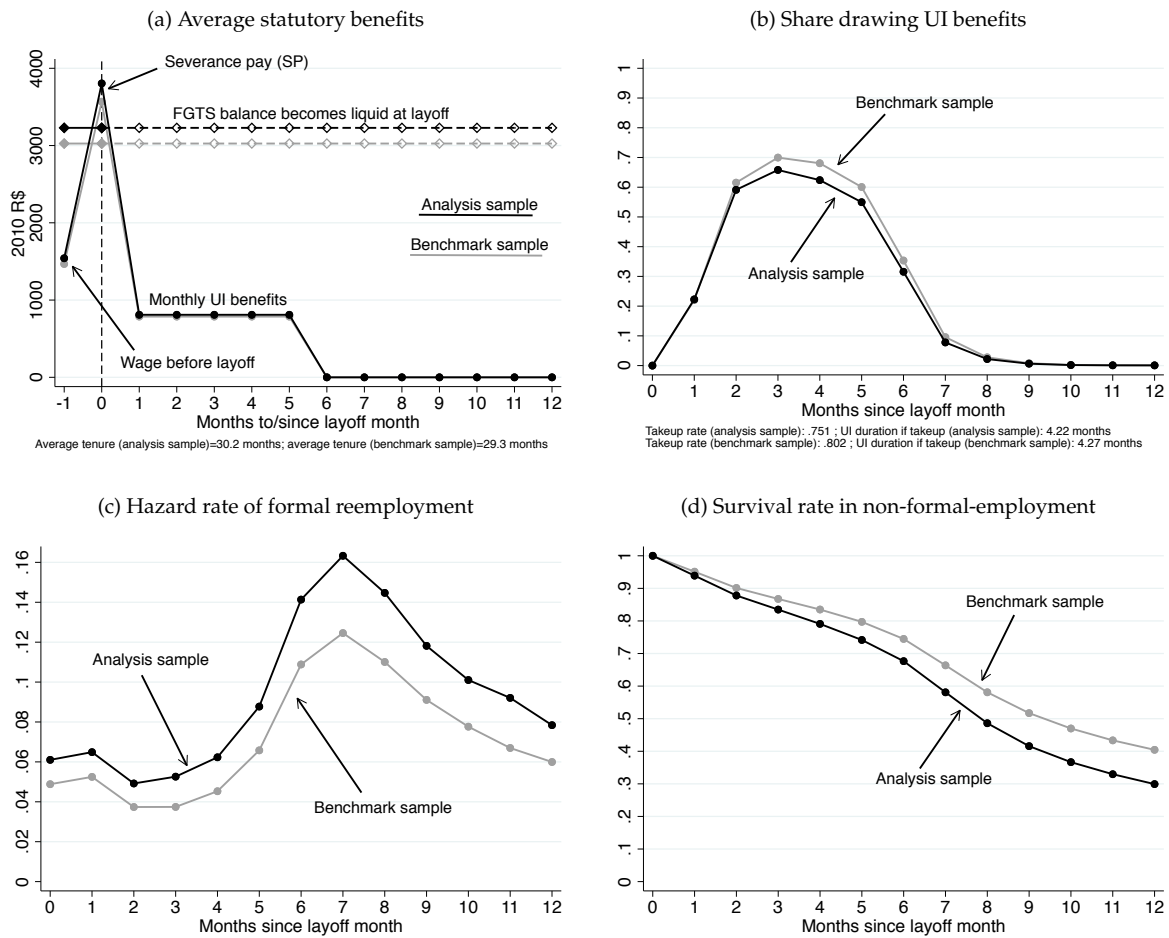 (a) Average statutory benefits
2010 R$
4000
3000
2000
1000
0
Severance pay (SP)
FGTS balance becomes liquid at layoff
Analysis sample
Benchmark sample
Monthly UI benefits
Wage before layoff
-1 0 1 2 3 4 5 6 7 8 9 10 11 12
Months to/since layoff month
Average tenure (analysis sample)=30.2 months; average tenure (benchmark sample)=29.3 months
(b) Share drawing UI benefits
1
.9
.8
.7
.6
.5
.4
.3
.2
.1
0
Benchmark sample
Analysis sample
0 1 2 3 4 5 6 7 8 9 10 11 12
Months since layoff month
Takeup rate (analysis sample): .751 ; UI duration if takeup (analysis sample): 4.22 months
Takeup rate (benchmark sample): .802 ; UI duration if takeup (benchmark sample): 4.27 months
(c) Hazard rate of formal reemployment
.16
.14
.12
.1
.08
.06
.04
.02
0
Analysis sample
Benchmark sample
0 1 2 3 4 5 6 7 8 9 10 11 12
Months since layoff month
(d) Survival rate in non-formal-employment
1
.9
.8
.7
.6
.5
.4
.3
.2
.1
0
Benchmark sample
Analysis sample
0 1 2 3 4 5 6 7 8 9 10 11 12
Months since layoff month